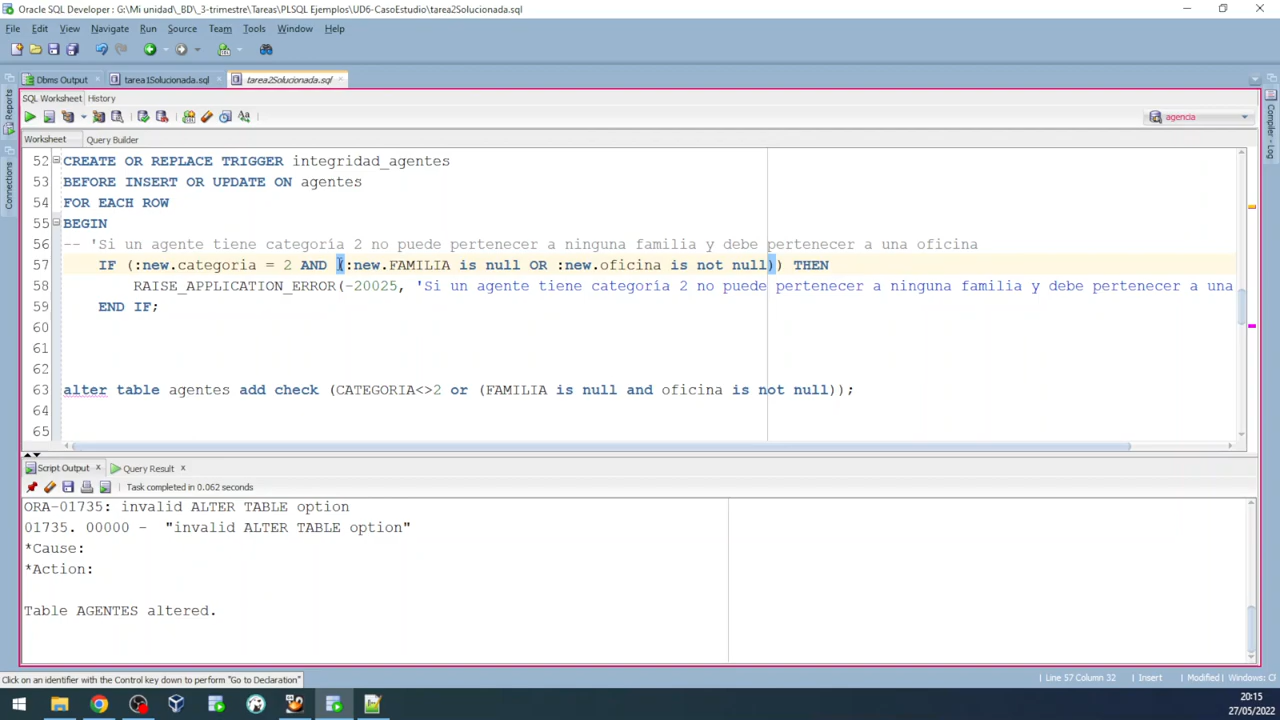 Oracle SQL Developer : G:\Mi unidad\_BD\_3-trimestre\Tareas\PLSQL Ejemplos\UD6-CasoEstudio\tarea2Solucionada.sql
File Edit View Navigate Run Source Team Tools Window Help
Dbms Output tarea1Solucionada.sql tarea2Solucionada.sql
SQL Worksheet History
agencia
Worksheet Query Builder
52 CREATE OR REPLACE TRIGGER integridad_agentes
53 BEFORE INSERT OR UPDATE ON agentes
54 FOR EACH ROW
55 BEGIN
56 -- 'Si un agente tiene categoría 2 no puede pertenecer a ninguna familia y debe pertenecer a una oficina
57 IF (:new.categoria = 2 AND (:new.FAMILIA is null OR :new.oficina is not null)) THEN
58 RAISE_APPLICATION_ERROR(-20025, 'Si un agente tiene categoría 2 no puede pertenecer a ninguna familia y debe pertenecer a una
59 END IF;
60
61
62
63 alter table agentes add check (CATEGORIA<>2 or (FAMILIA is null and oficina is not null));
64
65
Script Output Query Result
Task completed in 0.062 seconds
ORA-01735: invalid ALTER TABLE option
01735. 00000 - "invalid ALTER TABLE option"
*Cause:
*Action:
Table AGENTES altered.
Click on an identifier with the Control key down to perform "Go to Declaration"
Line 57 Column 32 Insert Modified Windows: Cl
Reports
Connections
Compiler - Log
20:15
27/05/2022